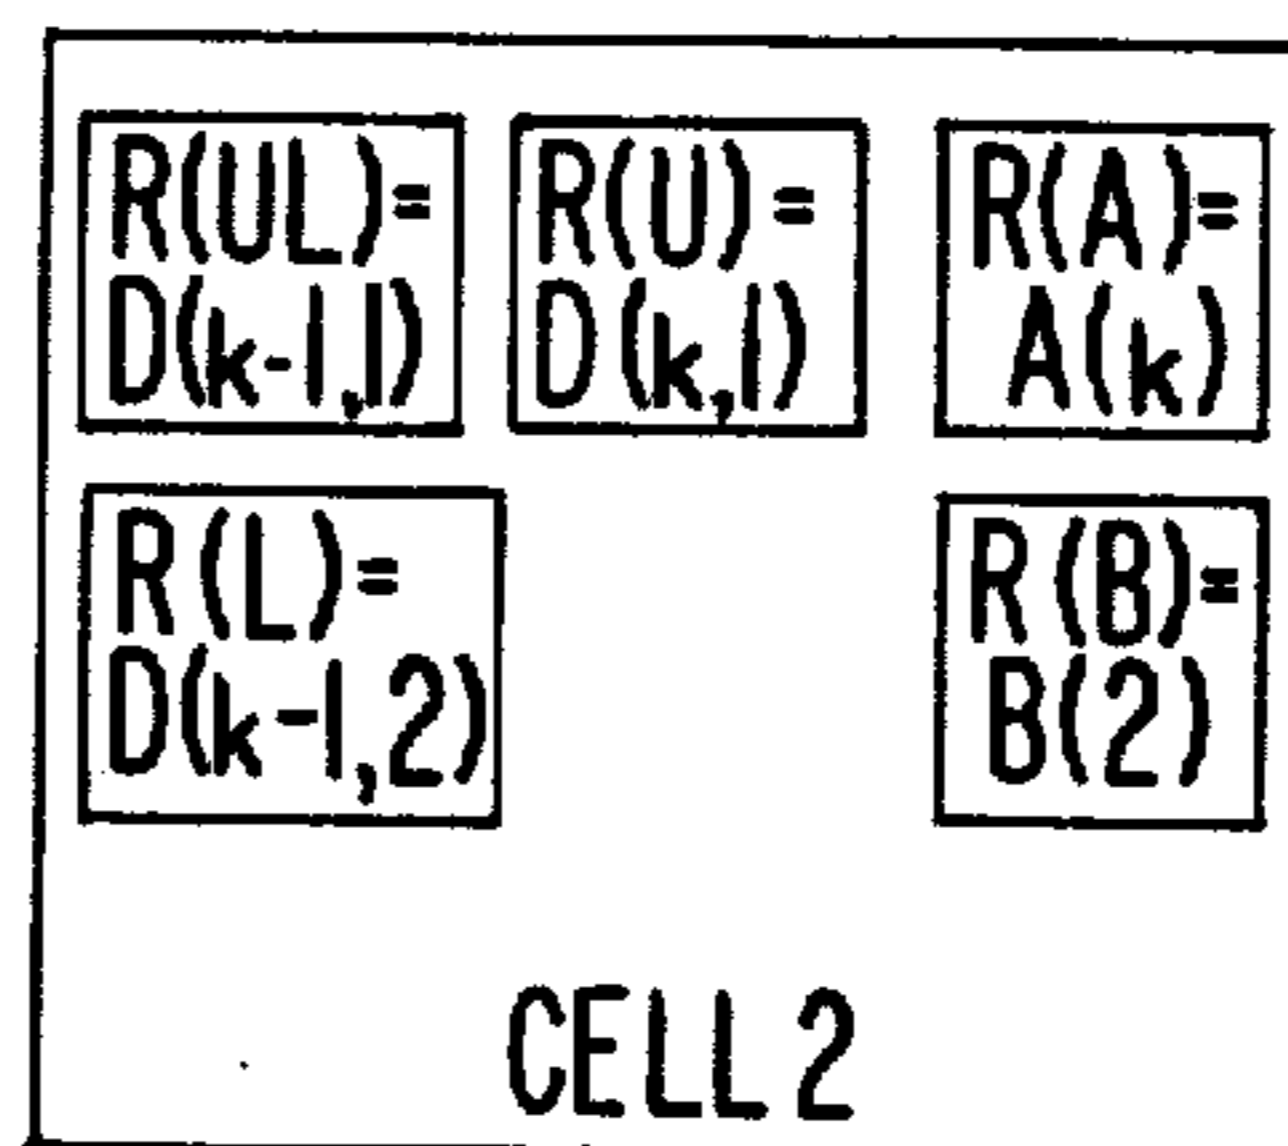 R(UL)=
D(k-1,1)
R(U)=
D(k,1)
R(A)=
A(k)
R(L)=
D(k-1,2)
R(B)=
B(2)
CELL 2